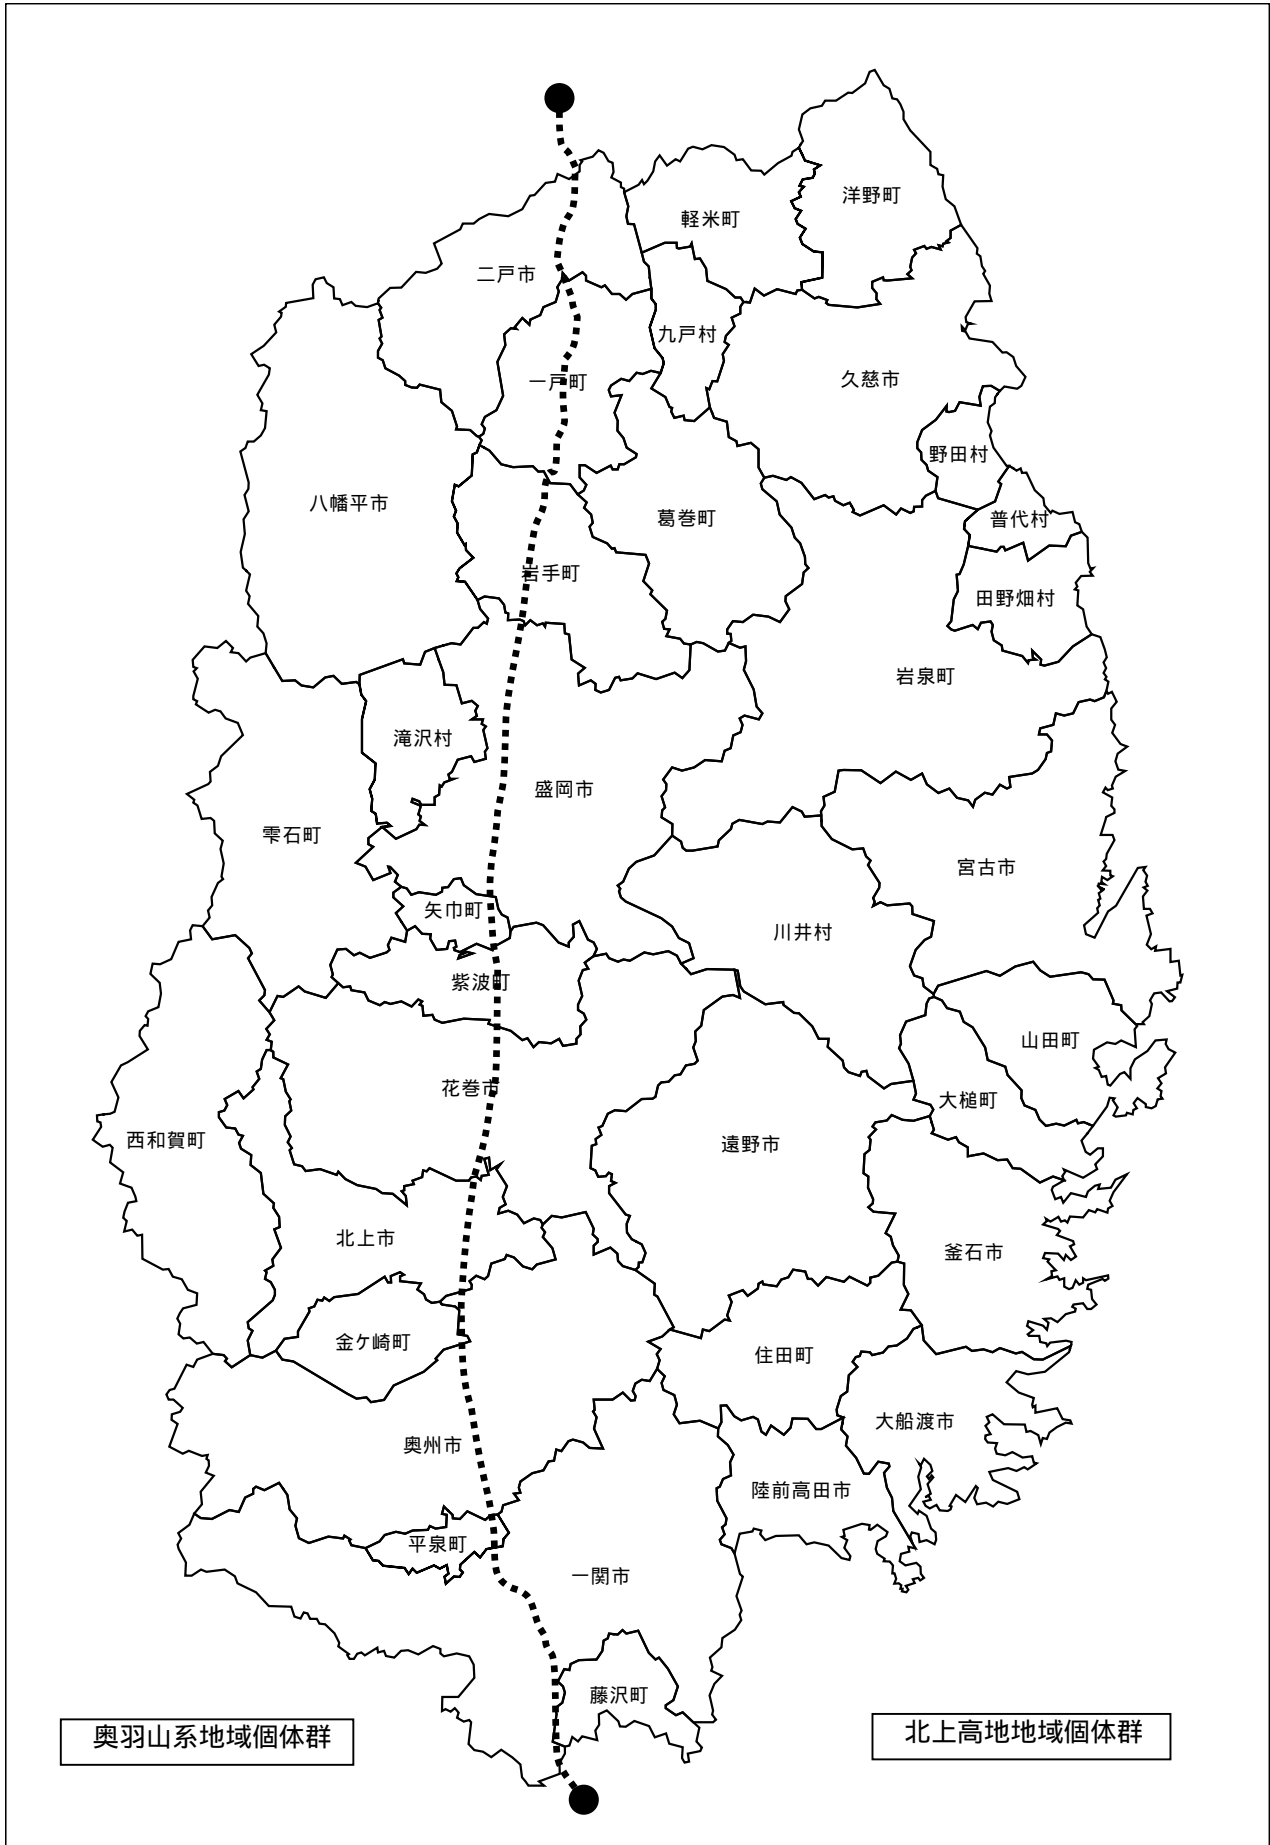 洋野町
軽米町
二戸市
九戸村
久慈市
一戸町
野田村
八幡平市
葛巻町
普代村
岩手町
田野畑村
岩泉町
滝沢村
盛岡市
雫石町
宮古市
矢巾町
川井村
紫波町
山田町
花巻市
大槌町
西和賀町
遠野市
北上市
釜石市
金ケ崎町
住田町
大船渡市
奥州市
陸前高田市
平泉町
一関市
藤沢町
奥羽山系地域個体群
北上高地地域個体群